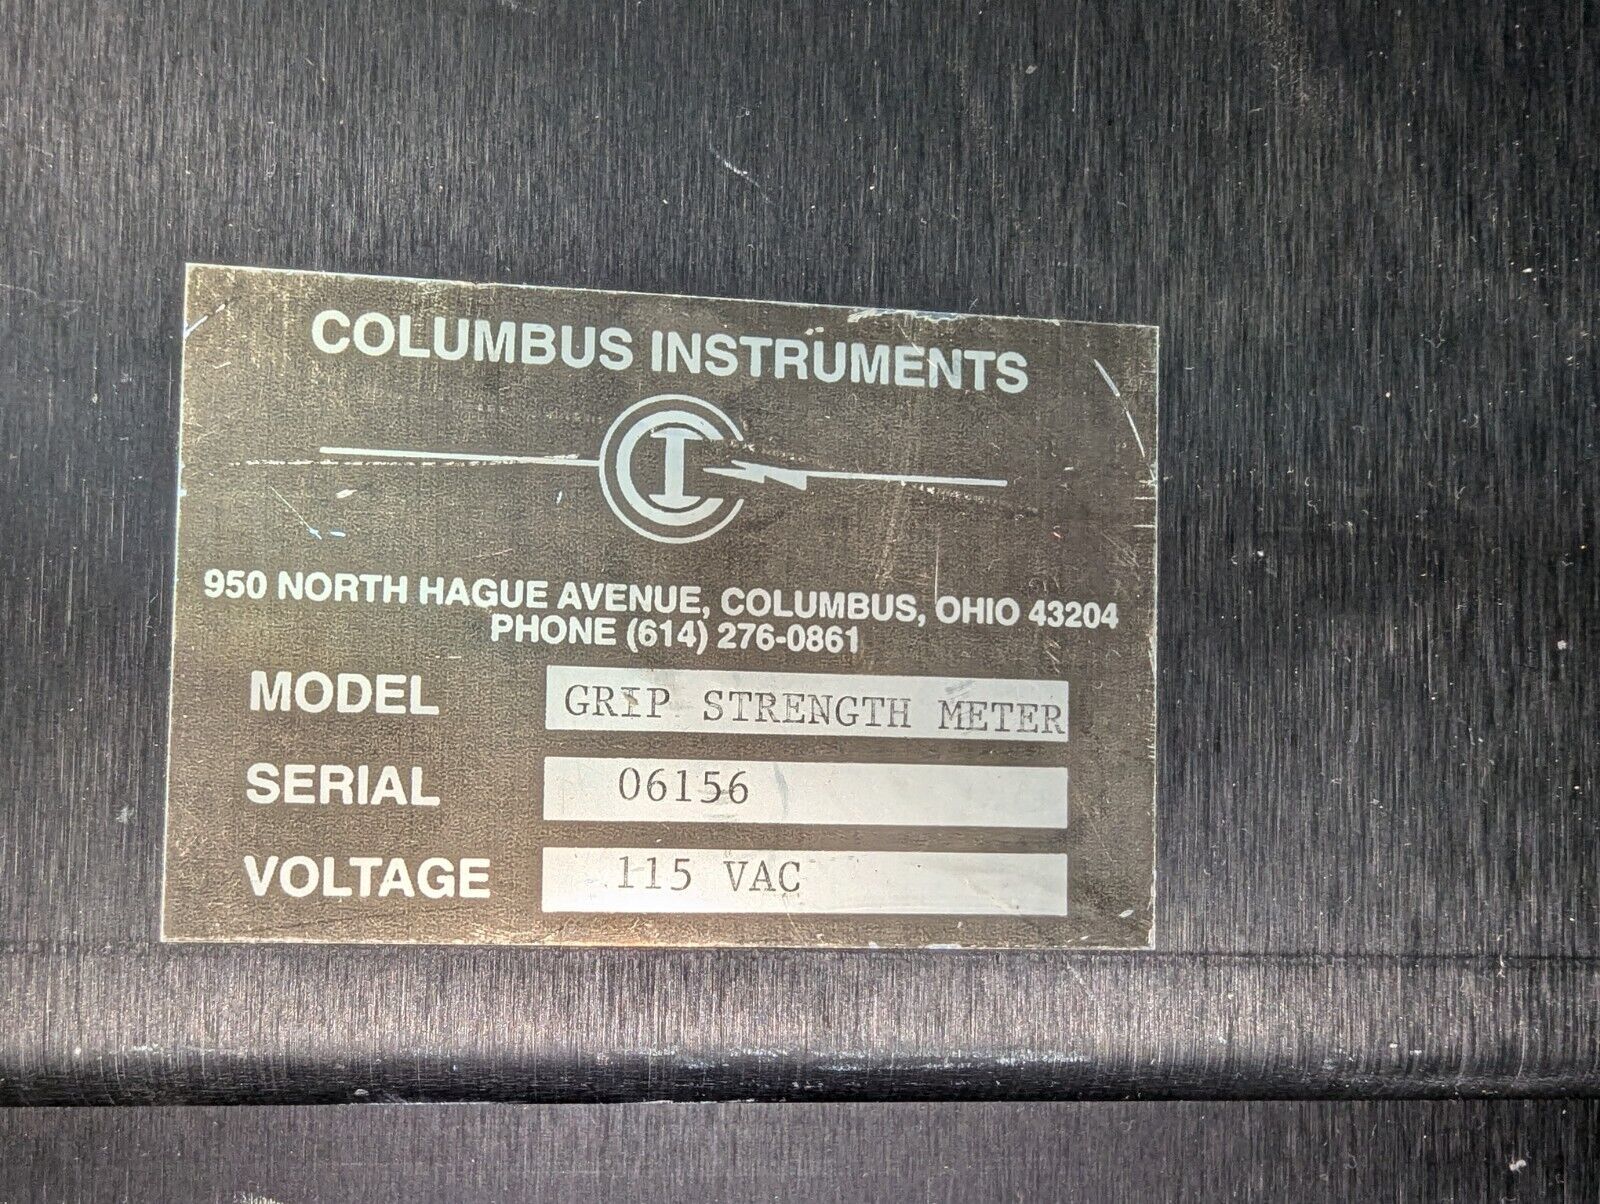 COLUMBUS INSTRUMENTS
CI
950 NORTH HAGUE AVENUE, COLUMBUS, OHIO 43204
PHONE (614) 276-0861
MODEL GRIP STRENGTH METER
SERIAL 06156
VOLTAGE 115 VAC